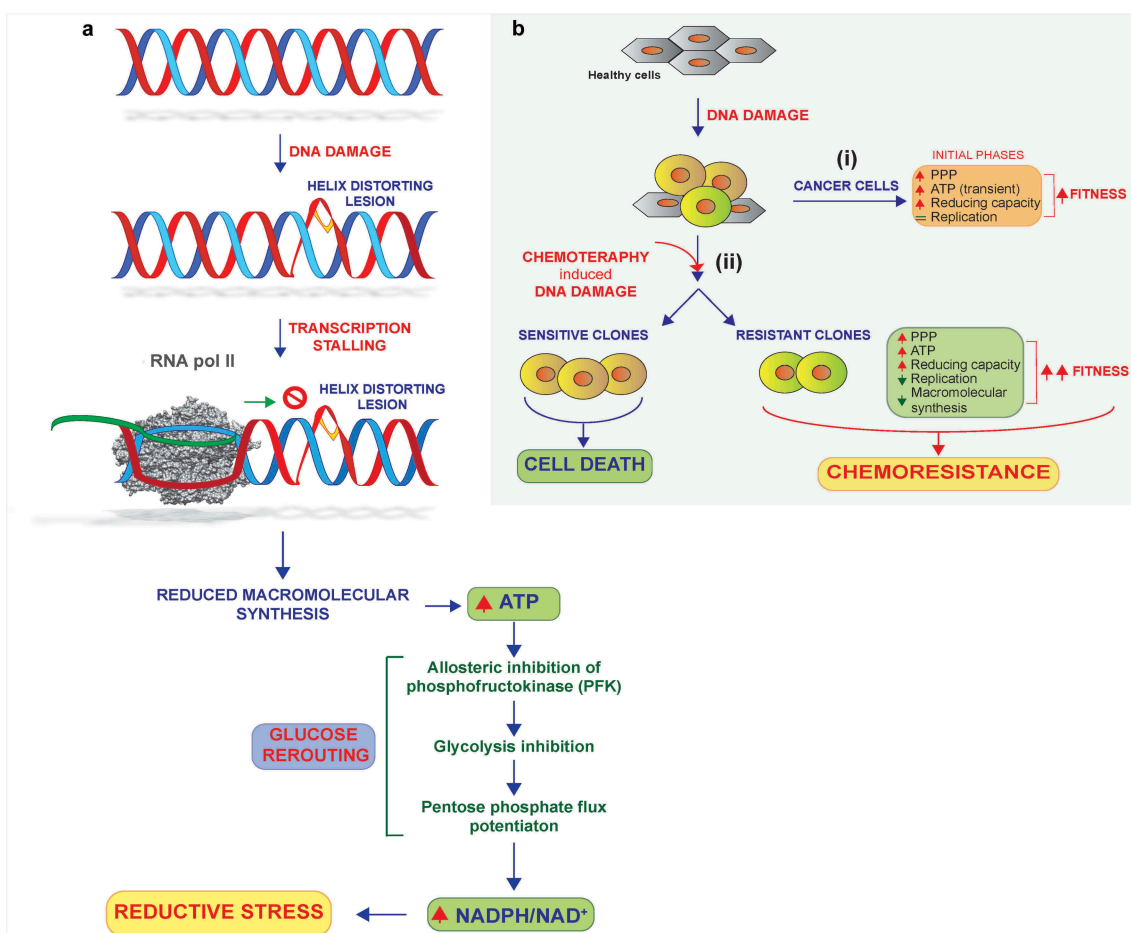 a
DNA DAMAGE
HELIX DISTORTING
LESION
TRANSCRIPTION
STALLING
RNA pol II
HELIX DISTORTING
LESION
REDUCED MACROMOLECULAR
SYNTHESIS
ATP
Allosteric inhibition of
phosphofructokinase (PFK)
GLUCOSE
REROUTING
Glycolysis inhibition
Pentose phosphate flux
potentiaton
NADPH/NAD⁺
REDUCTIVE STRESS
b
Healthy cells
DNA DAMAGE
(i)
CANCER CELLS
INITIAL PHASES
PPP
ATP (transient)
Reducing capacity
Replication
FITNESS
CHEMOTERAPHY
induced
DNA DAMAGE
(ii)
SENSITIVE CLONES
RESISTANT CLONES
PPP
ATP
Reducing capacity
Replication
Macromolecular
synthesis
FITNESS
CELL DEATH
CHEMORESISTANCE